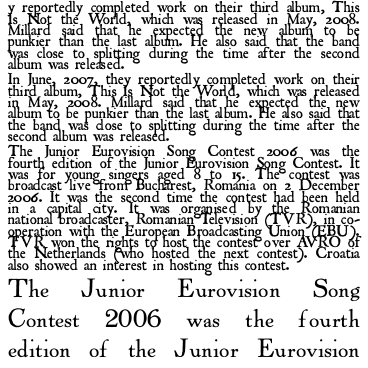 y reportedly completed work on their third album, This
Is Not the World, which was released in May, 2008.
Millard said that he expected the new album to be
punkier than the last album. He also said that the band
was close to splitting during the time after the second
album was released.
In June, 2007, they reportedly completed work on their
third album, This Is Not the World, which was released
in May, 2008. Millard said that he expected the new
album to be punkier than the last album. He also said that
the band was close to splitting during the time after the
second album was released.
The Junior Eurovision Song Contest 2006 was the
fourth edition of the Junior Eurovision Song Contest. It
was for young singers aged 8 to 15. The contest was
broadcast live from Bucharest, Romania on 2 December
2006. It was the second time the contest had been held
in a capital city. It was organised by the Romanian
national broadcaster, Romanian Television (TVR), in co-
operation with the European Broadcasting Union (EBU).
TVR won the rights to host the contest over AVRO of
the Netherlands (who hosted the next contest). Croatia
also showed an interest in hosting this contest.
The Junior Eurovision Song
Contest 2006 was the fourth
edition of the Junior Eurovision